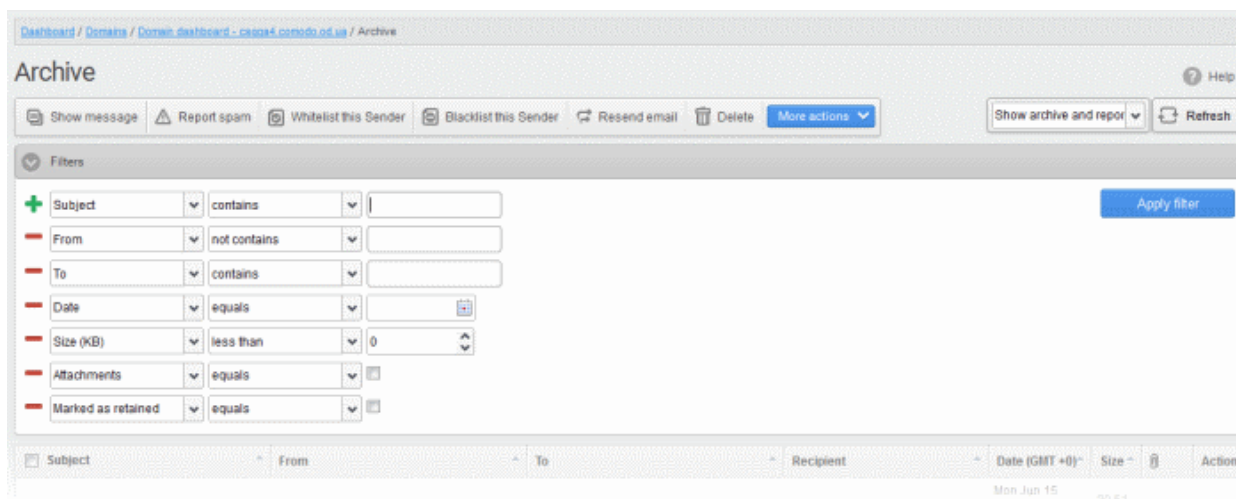 Dashboard / Domains / Domain dashboard - casga4.comodo.od.ua / Archive
Archive
Help
Show message Report spam Whitelist this Sender Blacklist this Sender Resend email Delete More actions Show archive and repor Refresh
Filters
Subject contains Apply filter
From not contains
To contains
Date equals
Size (KB) less than 0
Attachments equals
Marked as retained equals
Subject From To Recipient Date (GMT +0) Size Action
Mon Jun 15